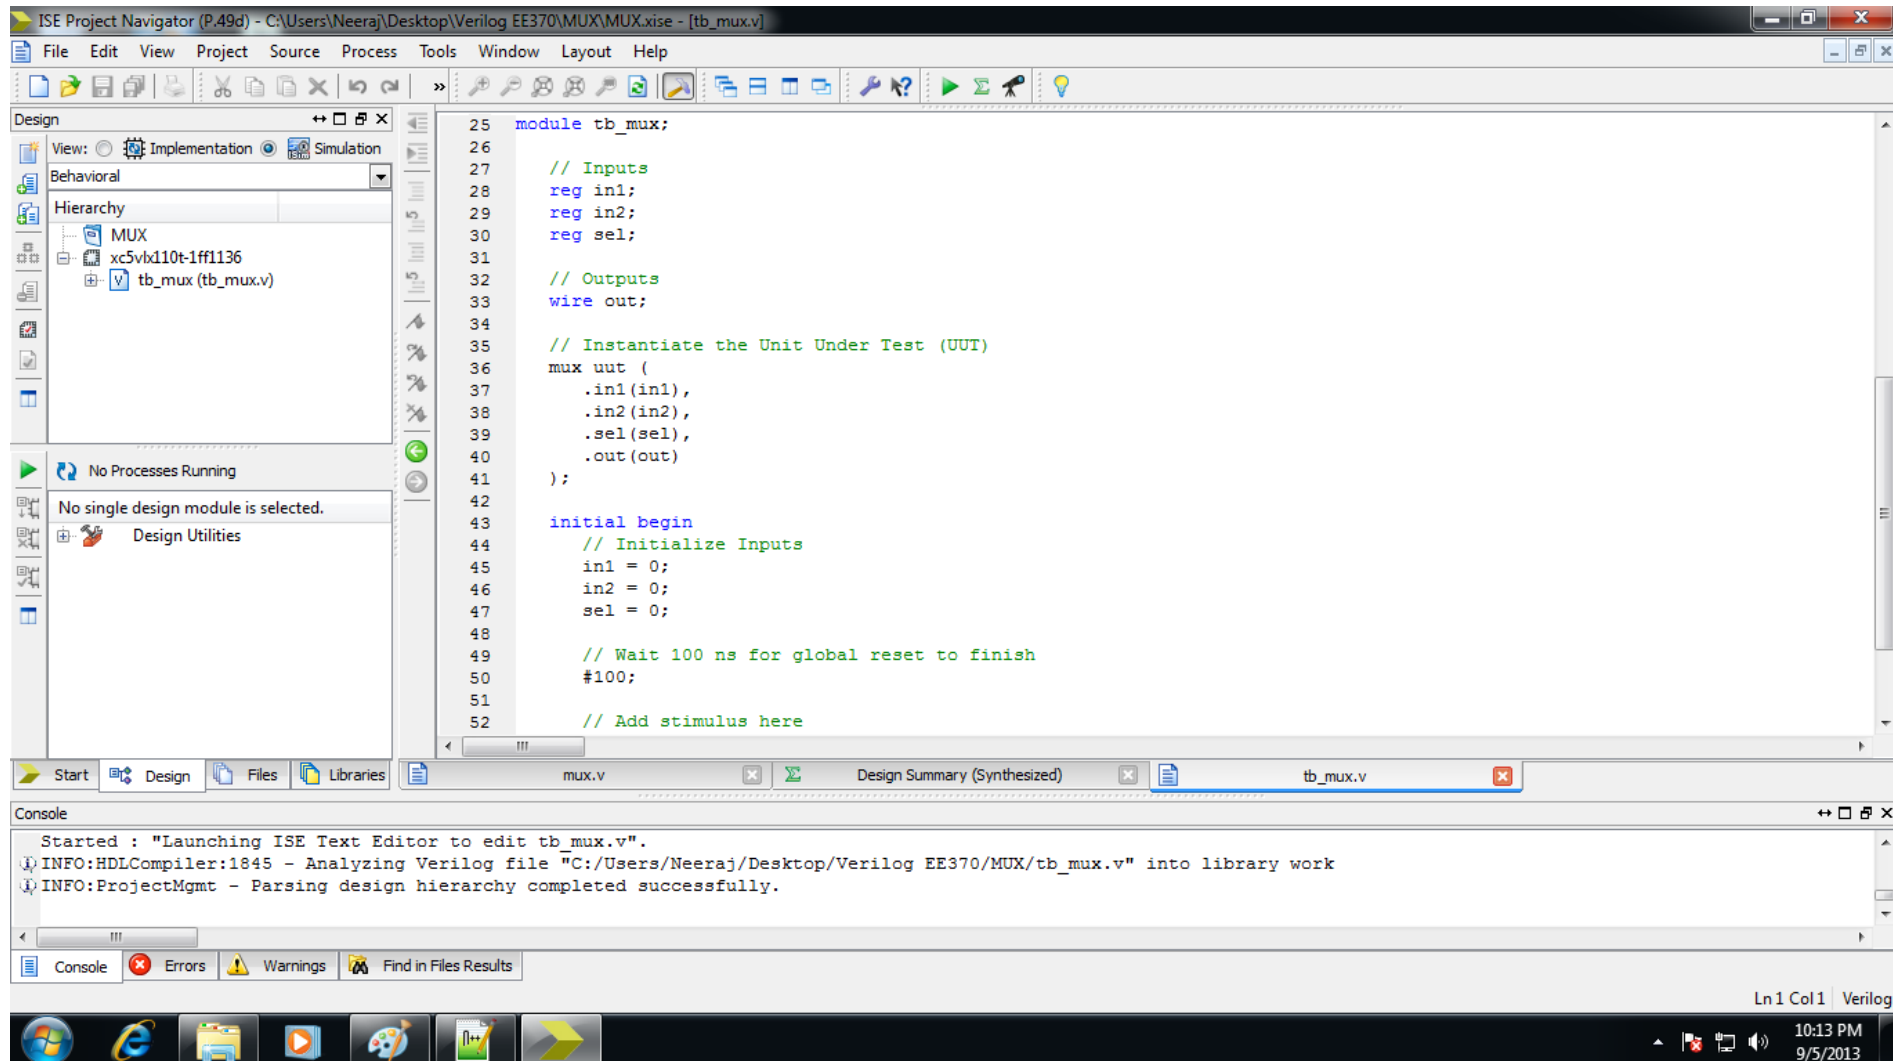 ISE Project Navigator (P.49d) - C:\Users\Neeraj\Desktop\Verilog EE370\MUX\MUX.xise - [tb_mux.v]
File Edit View Project Source Process Tools Window Layout Help
Design
View: Implementation Simulation
Behavioral
Hierarchy
MUX
xc5vlx110t-1ff1136
tb_mux (tb_mux.v)
No Processes Running
No single design module is selected.
Design Utilities
Start Design Files Libraries
25 module tb_mux;
26
27 // Inputs
28 reg in1;
29 reg in2;
30 reg sel;
31
32 // Outputs
33 wire out;
34
35 // Instantiate the Unit Under Test (UUT)
36 mux uut (
37 .in1(in1),
38 .in2(in2),
39 .sel(sel),
40 .out(out)
41 );
42
43 initial begin
44 // Initialize Inputs
45 in1 = 0;
46 in2 = 0;
47 sel = 0;
48
49 // Wait 100 ns for global reset to finish
50 #100;
51
52 // Add stimulus here
mux.v Design Summary (Synthesized) tb_mux.v
Console
Started : "Launching ISE Text Editor to edit tb_mux.v".
INFO:HDLCompiler:1845 - Analyzing Verilog file "C:/Users/Neeraj/Desktop/Verilog EE370/MUX/tb_mux.v" into library work
INFO:ProjectMgmt - Parsing design hierarchy completed successfully.
Console Errors Warnings Find in Files Results
Ln 1 Col 1 Verilog
10:13 PM
9/5/2013